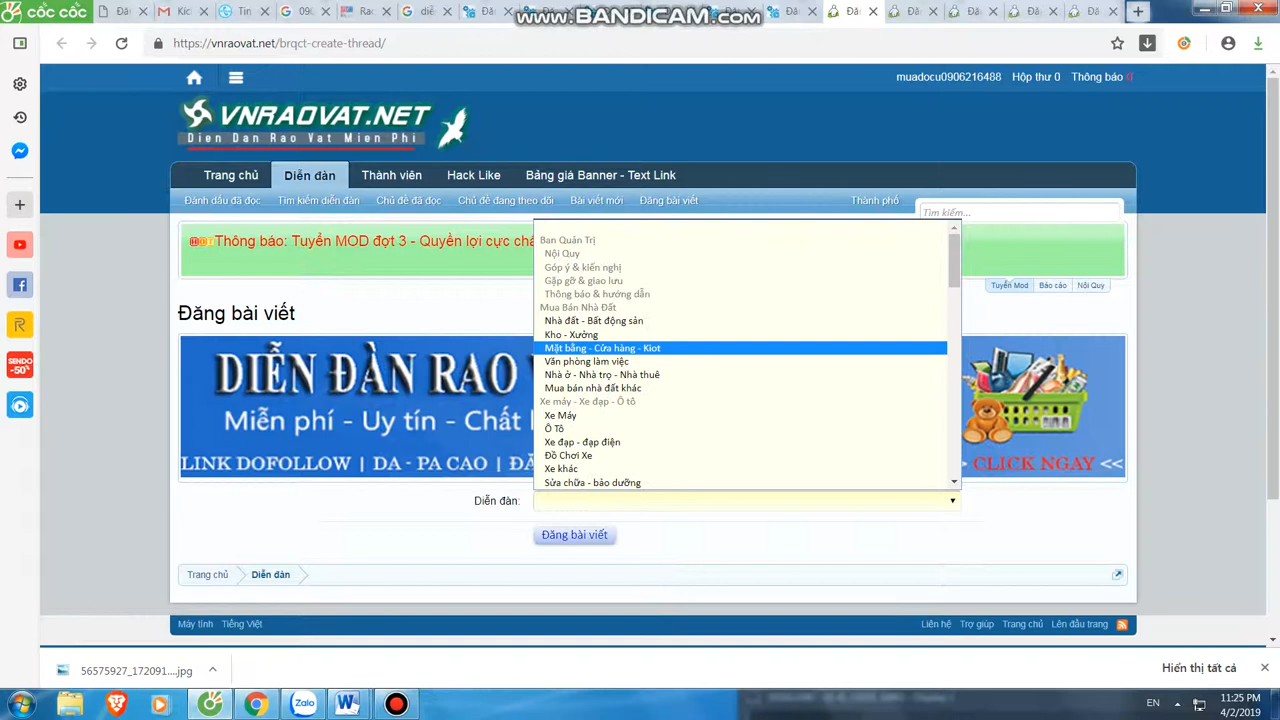 CỐC CỐC
www.BANDICAM.com
https://vnraovat.net/brqct-create-thread/
muadocu0906216488 Hộp thư 0 Thông báo 0
VNRAOVAT.NET
Dien Dan Rao Vat Mien Phi
Trang chủ Diễn đàn Thành viên Hack Like Bảng giá Banner - Text Link
Đánh dấu đã đọc Tìm kiếm diễn đàn Chủ đề đã đọc Chủ đề đang theo dõi Bài viết mới Đăng bài viết Thành phố
Tìm kiếm...
Thông báo: Tuyển MOD đợt 3 - Quyền lợi cực
Tuyển Mod Báo cáo Nội Quy
Đăng bài viết
Ban Quản Trị
Nội Quy
Góp ý & kiến nghị
Gặp gỡ & giao lưu
Thông báo & hướng dẫn
Mua Bán Nhà Đất
Nhà đất - Bất động sản
Kho - Xưởng
Mặt bằng - Cửa hàng - Kiot
Văn phòng làm việc
Nhà ở - Nhà trọ - Nhà thuê
Mua bán nhà đất khác
Xe máy - Xe đạp - Ô tô
Xe Máy
Ô Tô
Xe đạp - đạp điện
Đồ Chơi Xe
Xe khác
Sửa chữa - bảo dưỡng
DIỄN ĐÀN RAO
Miễn phí - Uy tín - Chất
LINK DOFOLLOW | DA - PA CAO |
> CLICK NGAY <<
Diễn đàn:
Đăng bài viết
Trang chủ Diễn đàn
Máy tính Tiếng Việt
Liên hệ Trợ giúp Trang chủ Lên đầu trang
SENDO
-50%
56575927_172091....jpg
Hiển thị tất cả
Zalo
EN
11:25 PM
4/2/2019